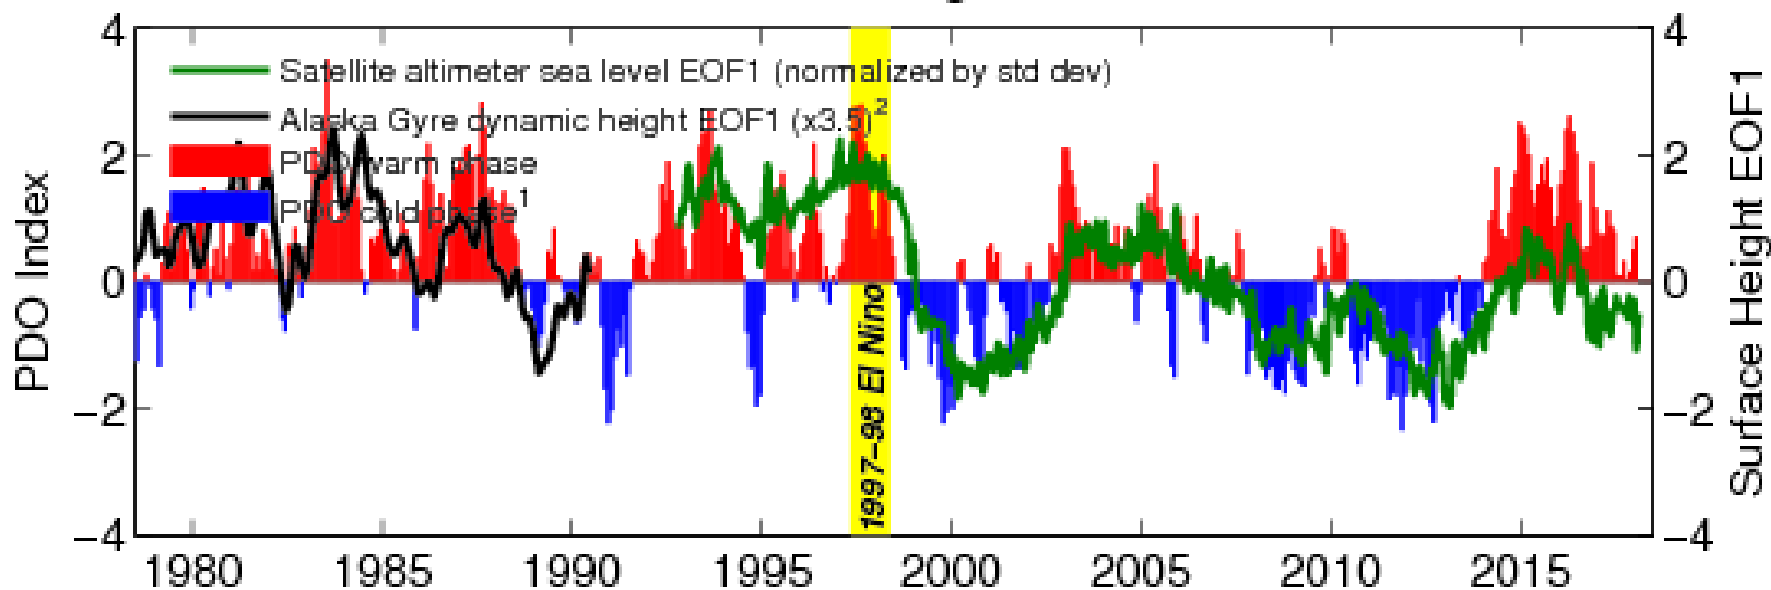 4
2
0
−2
−4
PDO Index
Satellite altimeter sea level EOF1 (normalized by std dev)
Alaska Gyre dynamic height EOF1 (x3.5)2
PDO warm phase
PDO cold phase1
1997−98 El Nino
4
2
0
−2
−4
Surface Height EOF1
1980 1985 1990 1995 2000 2005 2010 2015